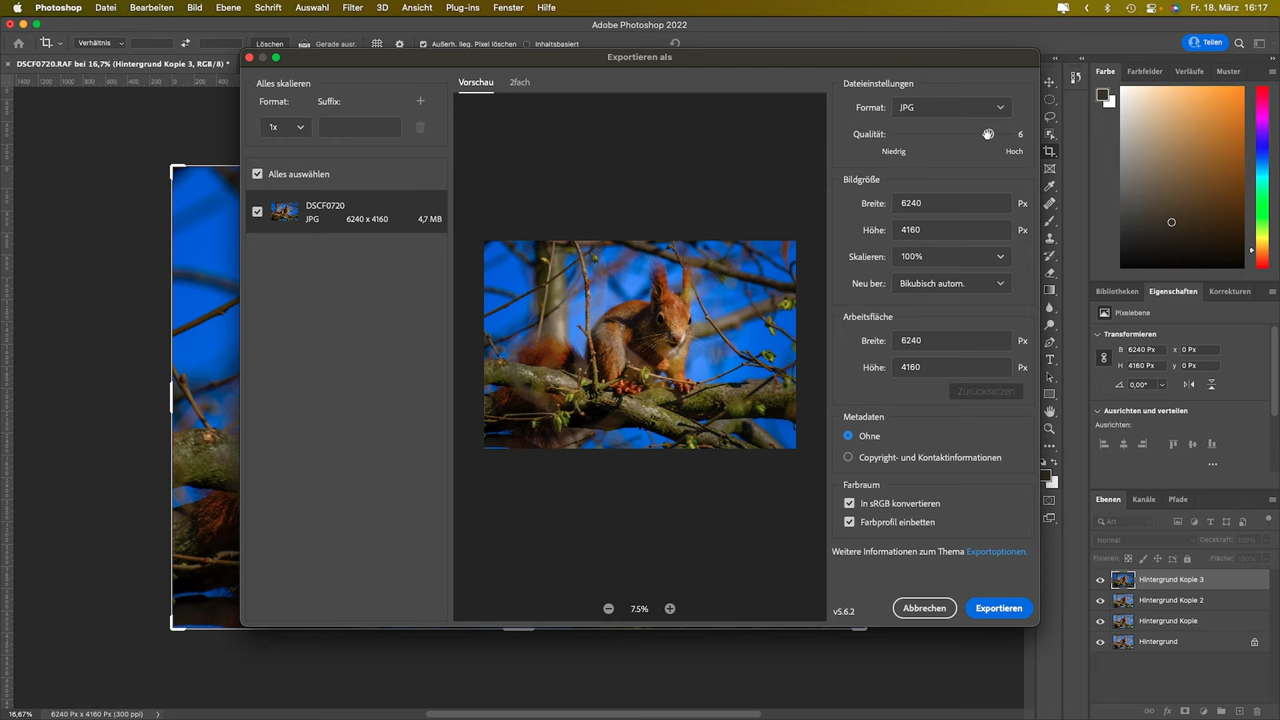 Photoshop Datei Bearbeiten Bild Ebene Schrift Auswahl Filter 3D Ansicht Plug-ins Fenster Hilfe Fr. 18. März 16:17
Adobe Photoshop 2022
Verhältnis Löschen Gerade ausr. Außerh. lieg. Pixel löschen Inhaltsbasiert Teilen
DSCF0720.RAF bei 16,7% (Hintergrund Kopie 3, RGB/8) *
Exportieren als
Alles skalieren
Format: Suffix:
1x
Alles auswählen
DSCF0720
JPG 6240 x 4160 4,7 MB
Vorschau 2fach
7.5%
Dateieinstellungen
Format: JPG
Qualität: 6
Niedrig Hoch
Bildgröße
Breite: 6240 Px
Höhe: 4160 Px
Skalieren: 100%
Neu ber.: Bikubisch autom.
Arbeitsfläche
Breite: 6240 Px
Höhe: 4160 Px
Zurücksetzen
Metadaten
Ohne
Copyright- und Kontaktinformationen
Farbraum
In sRGB konvertieren
Farbprofil einbetten
Weitere Informationen zum Thema Exportoptionen.
v5.6.2 Abbrechen Exportieren
Farbe Farbfelder Verläufe Muster
Bibliotheken Eigenschaften Korrekturen
Pixelebene
Transformieren
B 6240 Px x 0 Px
H 4160 Px y 0 Px
0,00°
Ausrichten und verteilen
Ausrichten:
Ebenen Kanäle Pfade
Art
Normal Deckkraft: 100%
Fixieren: Fläche: 100%
Hintergrund Kopie 3
Hintergrund Kopie 2
Hintergrund Kopie
Hintergrund
16,67% 6240 Px x 4160 Px (300 ppi)